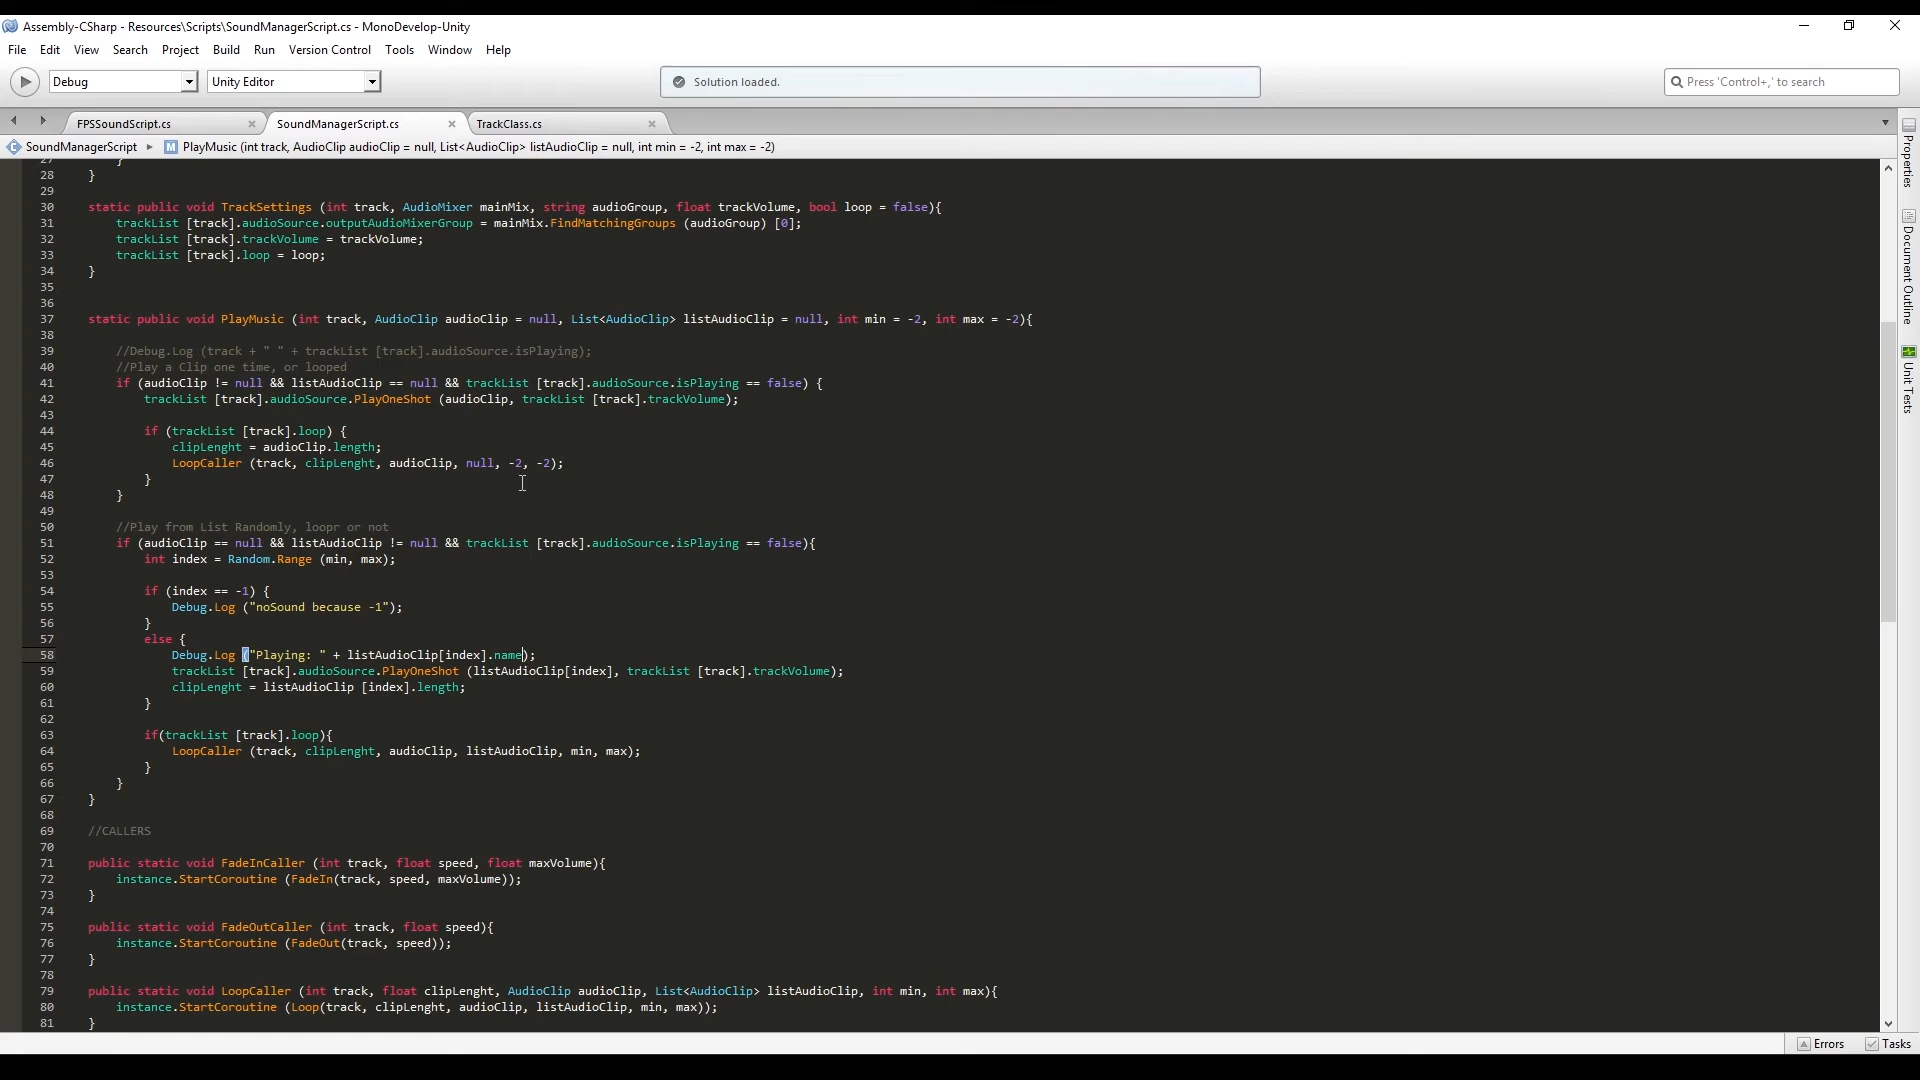 Assembly-CSharp - Resources\Scripts\SoundManagerScript.cs - MonoDevelop-Unity
File Edit View Search Project Build Run Version Control Tools Window Help
Debug Unity Editor Solution loaded. Press 'Control+,' to search
FPSSoundScript.cs SoundManagerScript.cs TrackClass.cs
SoundManagerScript PlayMusic (int track, AudioClip audioClip = null, List<AudioClip> listAudioClip = null, int min = -2, int max = -2)
27 }
28 }
29
30 static public void TrackSettings (int track, AudioMixer mainMix, string audioGroup, float trackVolume, bool loop = false){
31 trackList [track].audioSource.outputAudioMixerGroup = mainMix.FindMatchingGroups (audioGroup) [0];
32 trackList [track].trackVolume = trackVolume;
33 trackList [track].loop = loop;
34 }
35
36
37 static public void PlayMusic (int track, AudioClip audioClip = null, List<AudioClip> listAudioClip = null, int min = -2, int max = -2){
38
39 //Debug.Log (track + " " + trackList [track].audioSource.isPlaying);
40 //Play a Clip one time, or looped
41 if (audioClip != null && listAudioClip == null && trackList [track].audioSource.isPlaying == false) {
42 trackList [track].audioSource.PlayOneShot (audioClip, trackList [track].trackVolume);
43
44 if (trackList [track].loop) {
45 clipLenght = audioClip.length;
46 LoopCaller (track, clipLenght, audioClip, null, -2, -2);
47 }
48 }
49
50 //Play from List Randomly, loopr or not
51 if (audioClip == null && listAudioClip != null && trackList [track].audioSource.isPlaying == false){
52 int index = Random.Range (min, max);
53
54 if (index == -1) {
55 Debug.Log ("noSound because -1");
56 }
57 else {
58 Debug.Log ("Playing: " + listAudioClip[index].name);
59 trackList [track].audioSource.PlayOneShot (listAudioClip[index], trackList [track].trackVolume);
60 clipLenght = listAudioClip [index].length;
61 }
62
63 if(trackList [track].loop){
64 LoopCaller (track, clipLenght, audioClip, listAudioClip, min, max);
65 }
66 }
67 }
68
69 //CALLERS
70
71 public static void FadeInCaller (int track, float speed, float maxVolume){
72 instance.StartCoroutine (FadeIn(track, speed, maxVolume));
73 }
74
75 public static void FadeOutCaller (int track, float speed){
76 instance.StartCoroutine (FadeOut(track, speed));
77 }
78
79 public static void LoopCaller (int track, float clipLenght, AudioClip audioClip, List<AudioClip> listAudioClip, int min, int max){
80 instance.StartCoroutine (Loop(track, clipLenght, audioClip, listAudioClip, min, max));
81 }
Properties
Document Outline
Unit Tests
Errors Tasks